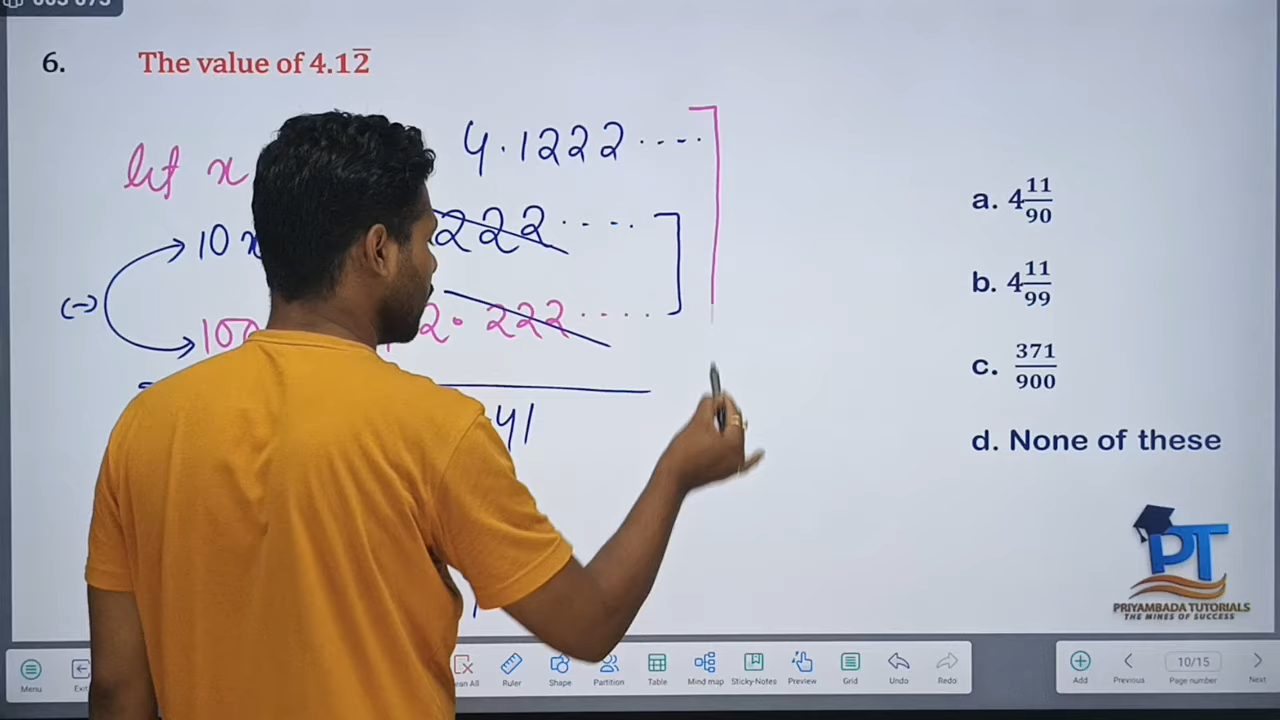 6. The value of 4.12̅
let x 4.1222....
10x 222....
(-)
100 2.222....
41
a. 4 11/90
b. 4 11/99
c. 371/900
d. None of these
PT
PRIYAMBADA TUTORIALS
THE MINES OF SUCCESS
Menu Ruler Shape Partition Table Mind map Sticky-Notes Preview Grid Undo Redo Add Previous 10/15 Page number Next